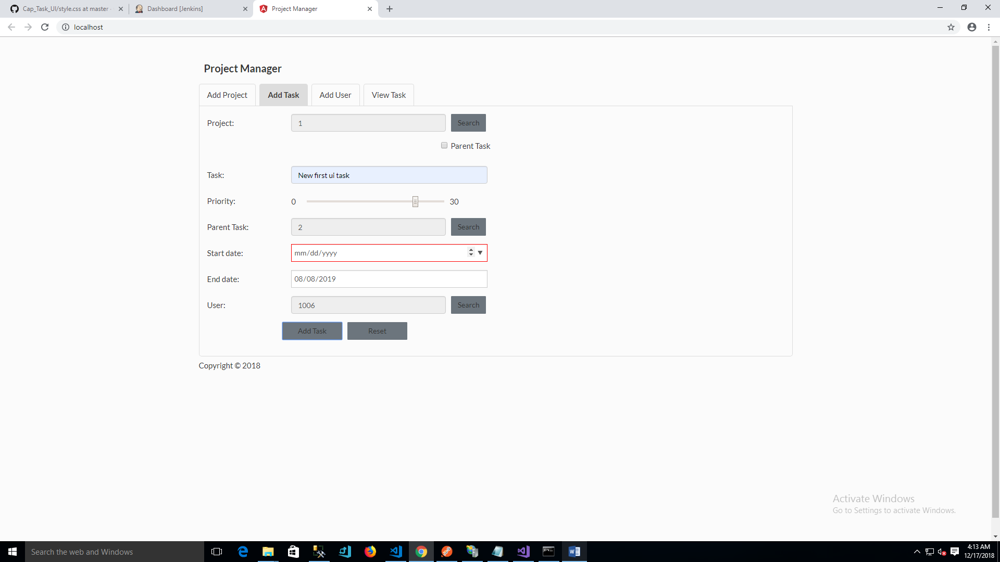 Cap_Task_UI/style.css at master
Dashboard [Jenkins]
Project Manager
localhost
Project Manager
Add Project
Add Task
Add User
View Task
Project:
1
Search
Parent Task
Task:
New first ui task
Priority:
0
30
Parent Task:
2
Search
Start date:
mm/dd/yyyy
End date:
08/08/2019
User:
1006
Search
Add Task
Reset
Copyright © 2018
Activate Windows
Go to Settings to activate Windows.
Search the web and Windows
4:13 AM
12/17/2018